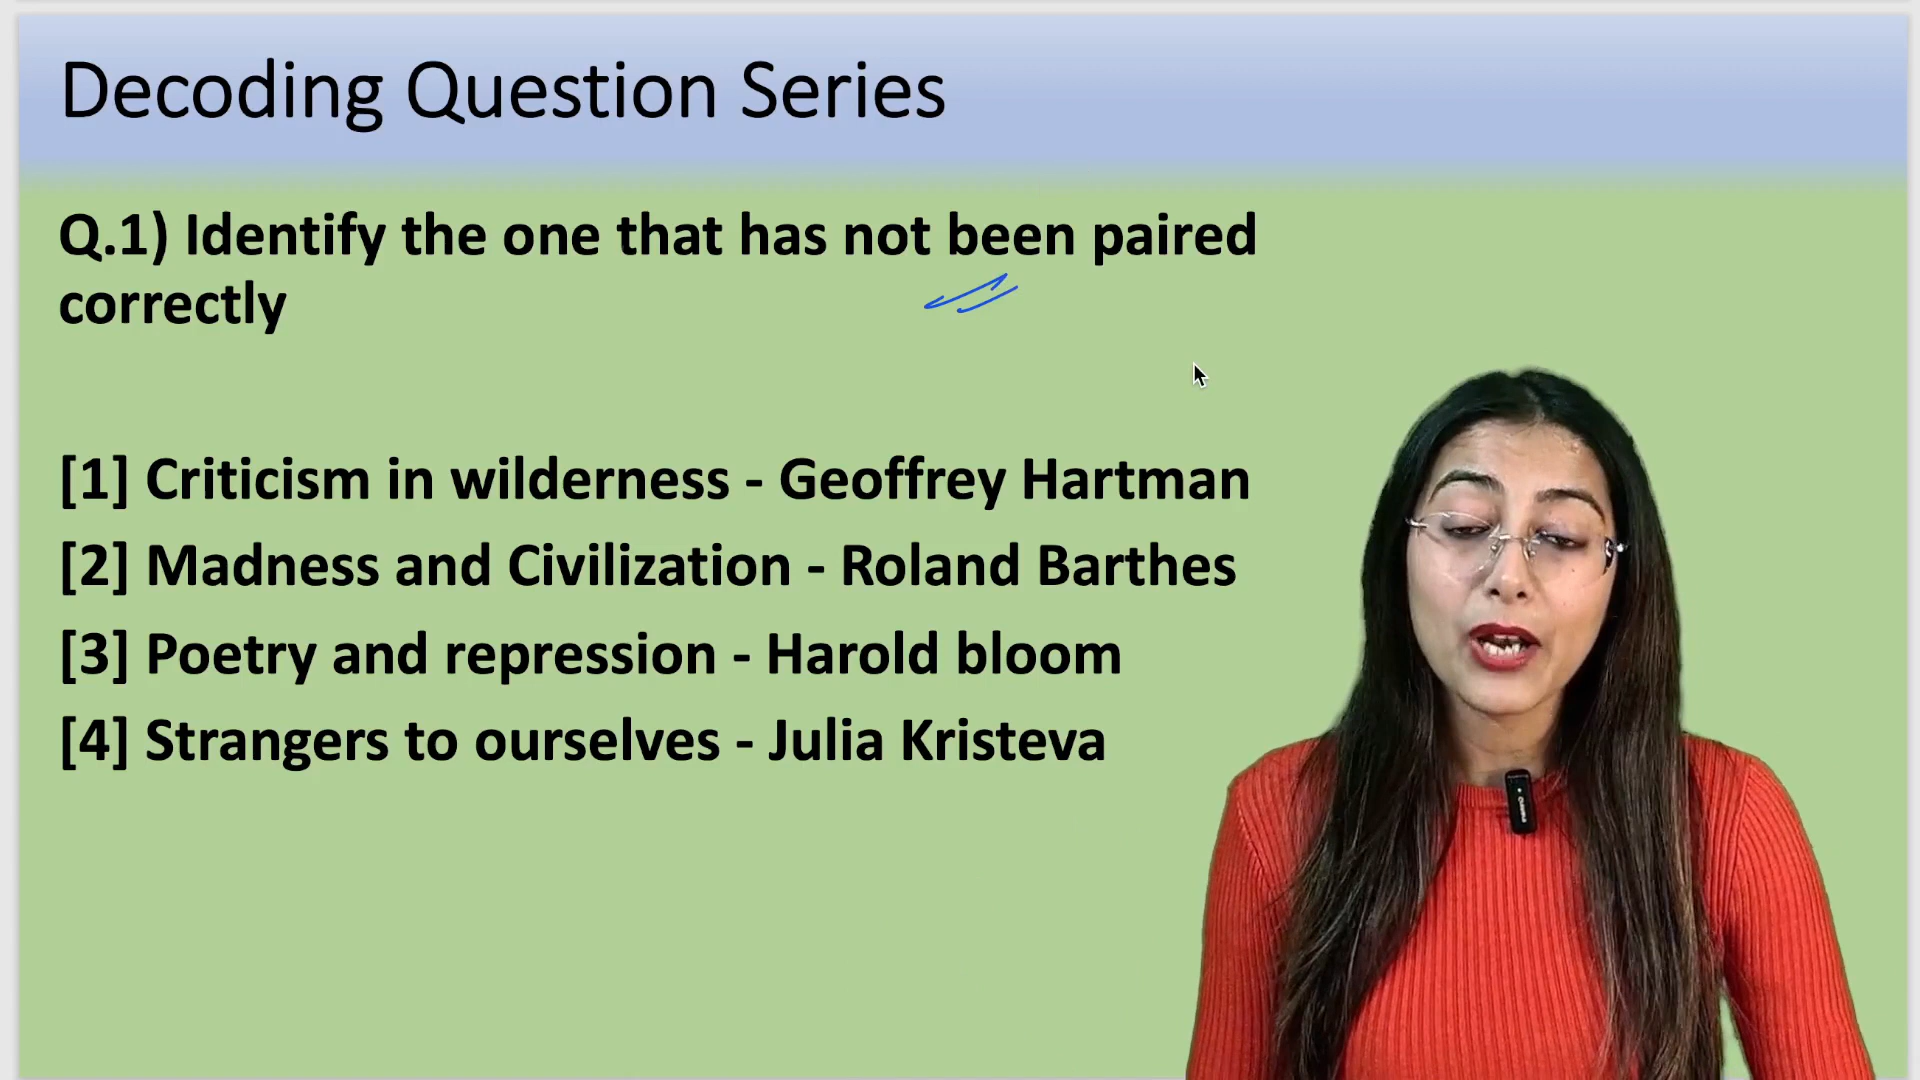 Decoding Question Series
Q.1) Identify the one that has not been paired
correctly
[1] Criticism in wilderness - Geoffrey Hartman
[2] Madness and Civilization - Roland Barthes
[3] Poetry and repression - Harold bloom
[4] Strangers to ourselves - Julia Kristeva